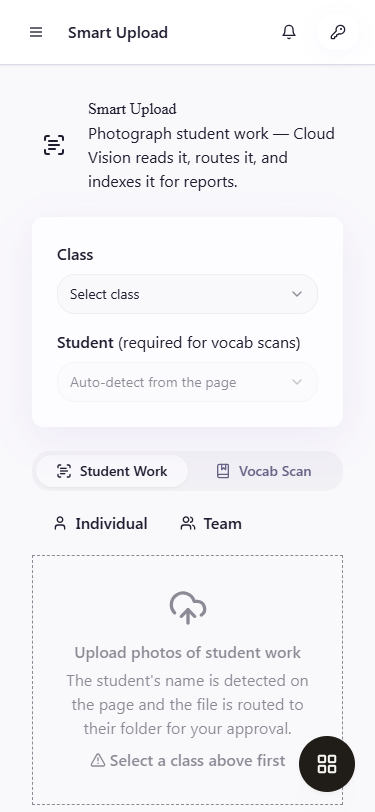 Smart Upload
Smart Upload
Photograph student work — Cloud
Vision reads it, routes it, and
indexes it for reports.
Class
Select class
Student (required for vocab scans)
Auto-detect from the page
Student Work
Vocab Scan
Individual
Team
Upload photos of student work
The student's name is detected on
the page and the file is routed to
their folder for your approval.
Select a class above first